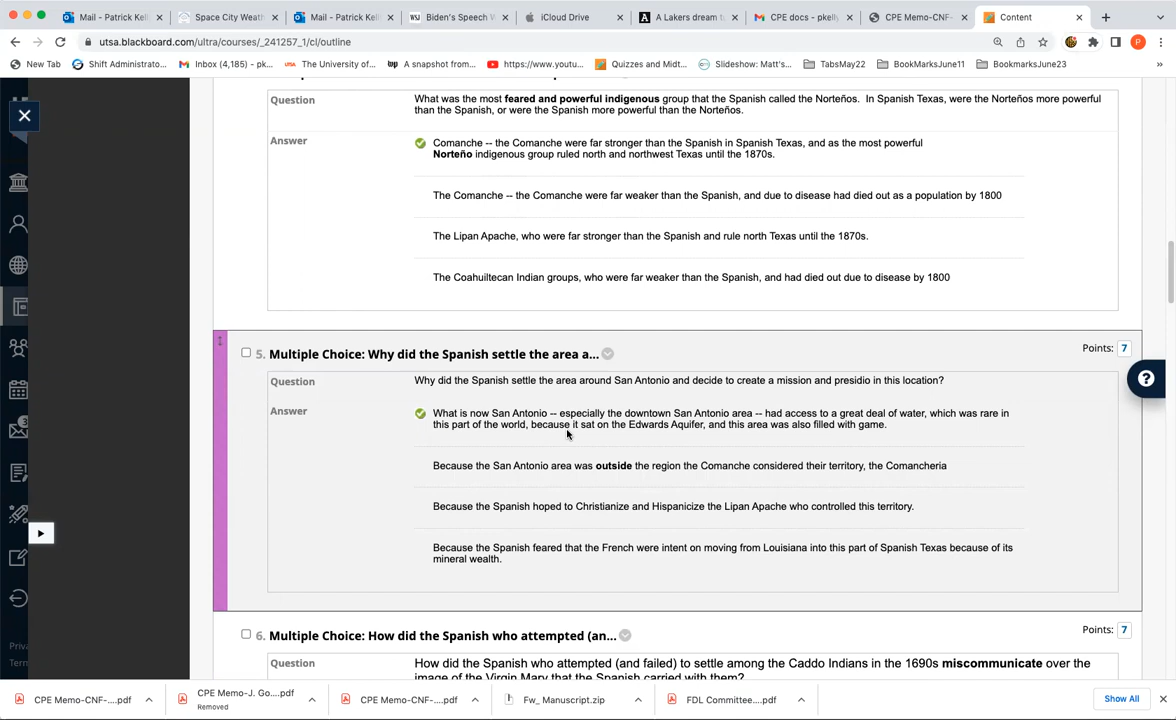 Mail - Patrick Kell
Space City Weath
Mail - Patrick Kell
WSJ Biden's Speech W
iCloud Drive
A A Lakers dream tu
CPE docs - pkelly
CPE Memo-CNF-
Content
utsa.blackboard.com/ultra/courses/_241257_1/cl/outline
New Tab
Shift Administrato...
Inbox (4,185) - pk...
The University of...
wp A snapshot from...
https://www.youtu...
Quizzes and Midt...
Slideshow: Matt's...
TabsMay22
BookMarksJune11
BookmarksJune23
»
Question
What was the most feared and powerful indigenous group that the Spanish called the Norteños. In Spanish Texas, were the Norteños more powerful
than the Spanish, or were the Spanish more powerful than the Norteños.
Answer
Comanche -- the Comanche were far stronger than the Spanish in Spanish Texas, and as the most powerful
Norteño indigenous group ruled north and northwest Texas until the 1870s.
The Comanche -- the Comanche were far weaker than the Spanish, and due to disease had died out as a population by 1800
The Lipan Apache, who were far stronger than the Spanish and rule north Texas until the 1870s.
The Coahuiltecan Indian groups, who were far weaker than the Spanish, and had died out due to disease by 1800
5. Multiple Choice: Why did the Spanish settle the area a...
Points: 7
Question
Why did the Spanish settle the area around San Antonio and decide to create a mission and presidio in this location?
Answer
What is now San Antonio -- especially the downtown San Antonio area -- had access to a great deal of water, which was rare in
this part of the world, because it sat on the Edwards Aquifer, and this area was also filled with game.
Because the San Antonio area was outside the region the Comanche considered their territory, the Comancheria
Because the Spanish hoped to Christianize and Hispanicize the Lipan Apache who controlled this territory.
Because the Spanish feared that the French were intent on moving from Louisiana into this part of Spanish Texas because of its
mineral wealth.
6. Multiple Choice: How did the Spanish who attempted (an...
Points: 7
Question
How did the Spanish who attempted (and failed) to settle among the Caddo Indians in the 1690s miscommunicate over the
image of the Virgin Mary that the Spanish carried with them?
Priva
Term
CPE Memo-CNF-....pdf
CPE Memo-J. Go....pdf
Removed
CPE Memo-CNF-....pdf
Fw_ Manuscript.zip
FDL Committee....pdf
Show All